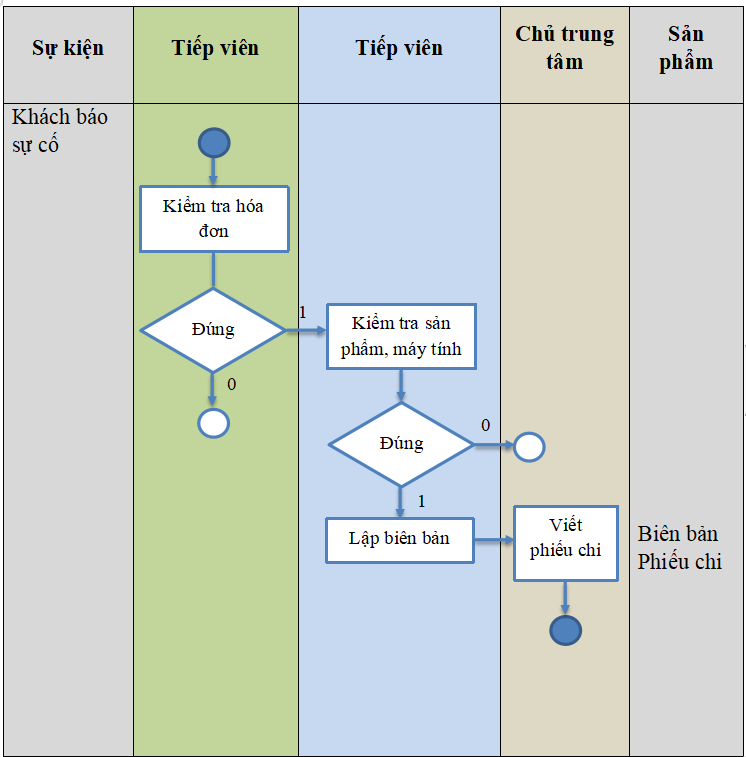 Sự kiện
Tiếp viên
Tiếp viên
Chủ trung
tâm
Sản
phẩm
Khách báo
sự cố
Kiểm tra hóa
đơn
Đúng
1
0
Kiểm tra sản
phẩm, máy tính
Đúng
0
1
Lập biên bản
Viết
phiếu chi
Biên bản
Phiếu chi